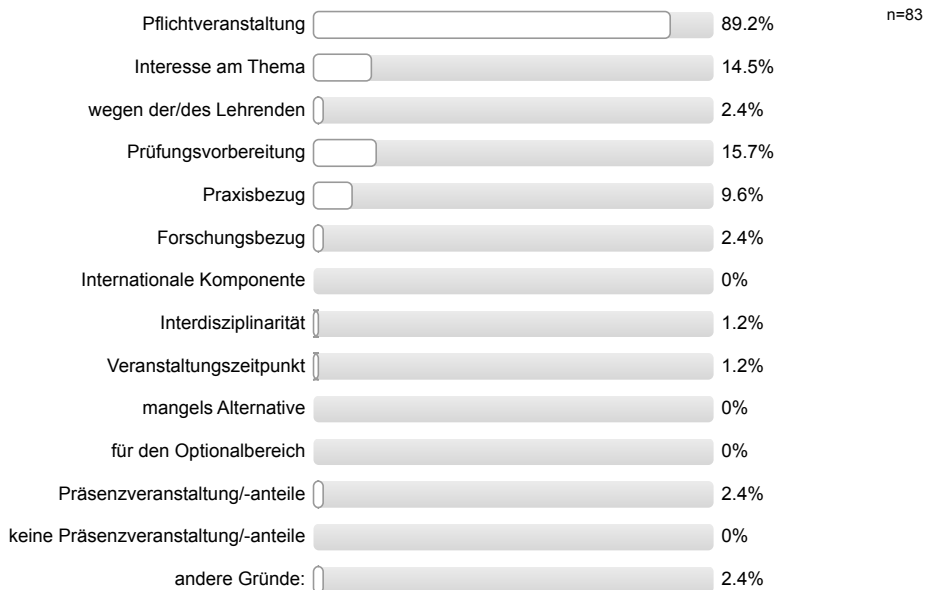 Pflichtveranstaltung 89.2% n=83
Interesse am Thema 14.5%
wegen der/des Lehrenden 2.4%
Prüfungsvorbereitung 15.7%
Praxisbezug 9.6%
Forschungsbezug 2.4%
Internationale Komponente 0%
Interdisziplinarität 1.2%
Veranstaltungszeitpunkt 1.2%
mangels Alternative 0%
für den Optionalbereich 0%
Präsenzveranstaltung/-anteile 2.4%
keine Präsenzveranstaltung/-anteile 0%
andere Gründe: 2.4%